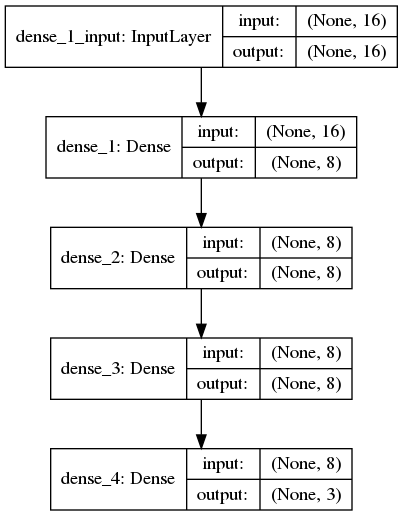 dense_1_input: InputLayer input: (None, 16)
output: (None, 16)
dense_1: Dense input: (None, 16)
output: (None, 8)
dense_2: Dense input: (None, 8)
output: (None, 8)
dense_3: Dense input: (None, 8)
output: (None, 8)
dense_4: Dense input: (None, 8)
output: (None, 3)